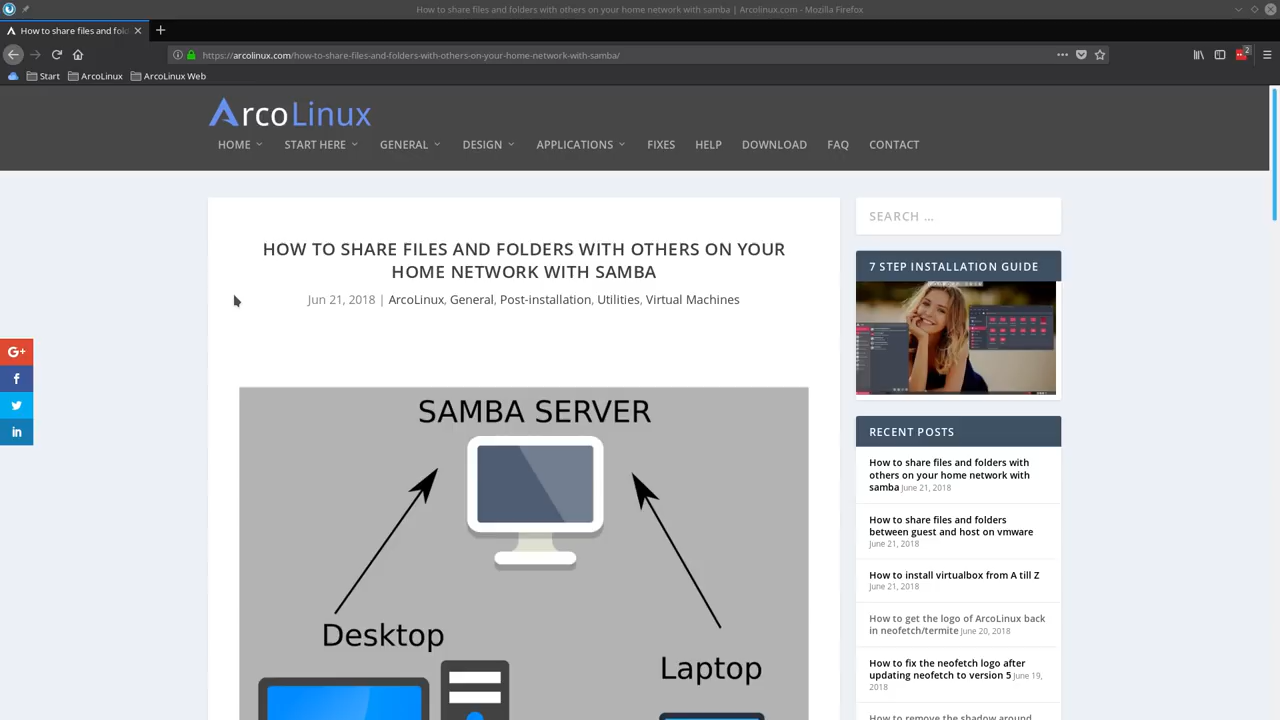 How to share files and folders with others on your home network with samba | Arcolinux.com - Mozilla Firefox
How to share files and fold
https://arcolinux.com/how-to-share-files-and-folders-with-others-on-your-home-network-with-samba/
2
Start
ArcoLinux
ArcoLinux Web
ArcoLinux
HOME
START HERE
GENERAL
DESIGN
APPLICATIONS
FIXES
HELP
DOWNLOAD
FAQ
CONTACT
HOW TO SHARE FILES AND FOLDERS WITH OTHERS ON YOUR
HOME NETWORK WITH SAMBA
Jun 21, 2018 | ArcoLinux, General, Post-installation, Utilities, Virtual Machines
G+
f
in
SAMBA SERVER
Desktop
Laptop
SEARCH ...
7 STEP INSTALLATION GUIDE
RECENT POSTS
How to share files and folders with
others on your home network with
samba June 21, 2018
How to share files and folders
between guest and host on vmware
June 21, 2018
How to install virtualbox from A till Z
June 21, 2018
How to get the logo of ArcoLinux back
in neofetch/termite June 20, 2018
How to fix the neofetch logo after
updating neofetch to version 5 June 19,
2018
How to remove the shadow around